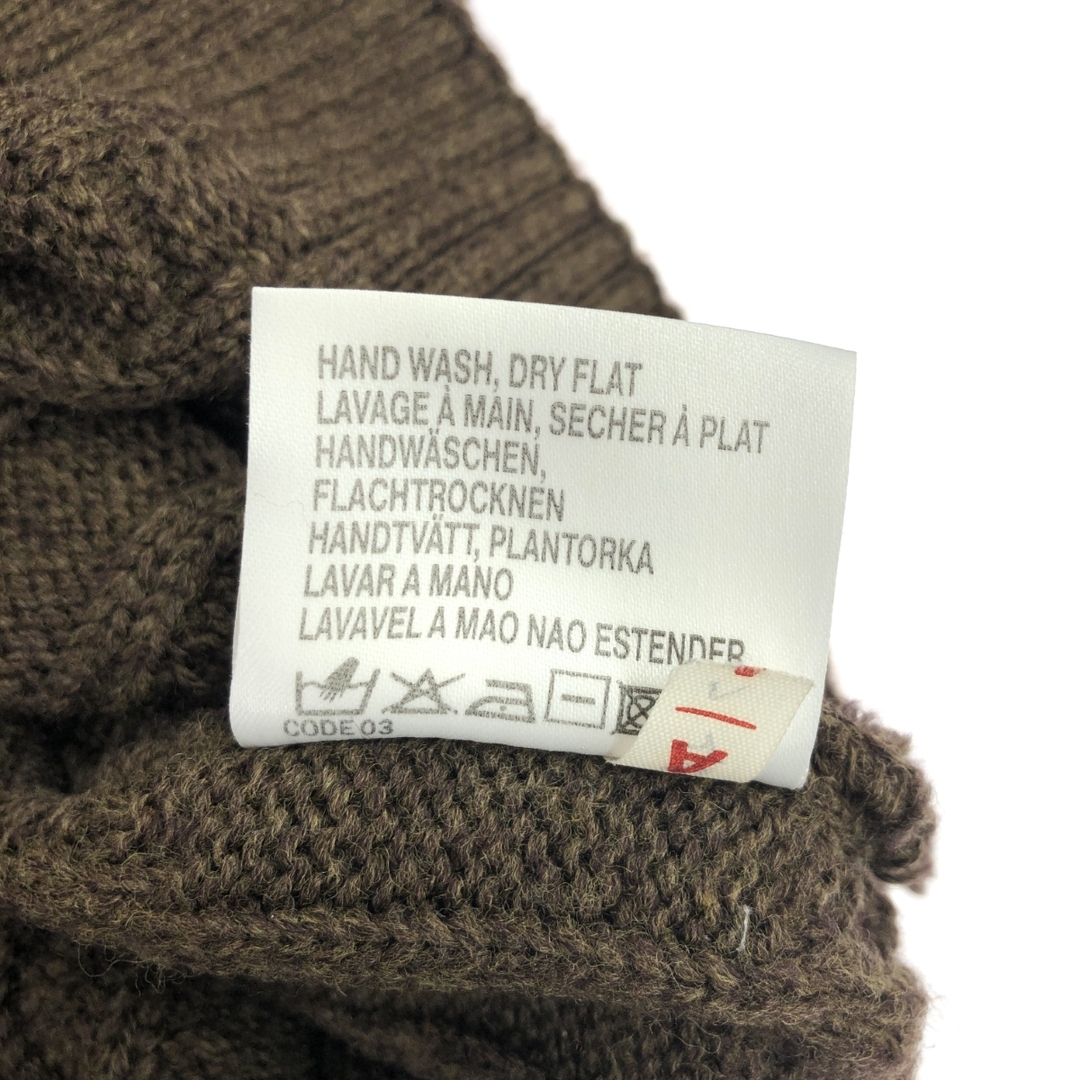 HAND WASH, DRY FLAT
LAVAGE À MAIN, SECHER À PLAT
HANDWÄSCHEN,
FLACHTROCKNEN
HANDTVÄTT, PLANTORKA
LAVAR A MANO
LAVAVEL A MAO NAO ESTENDER
CODE 03
A